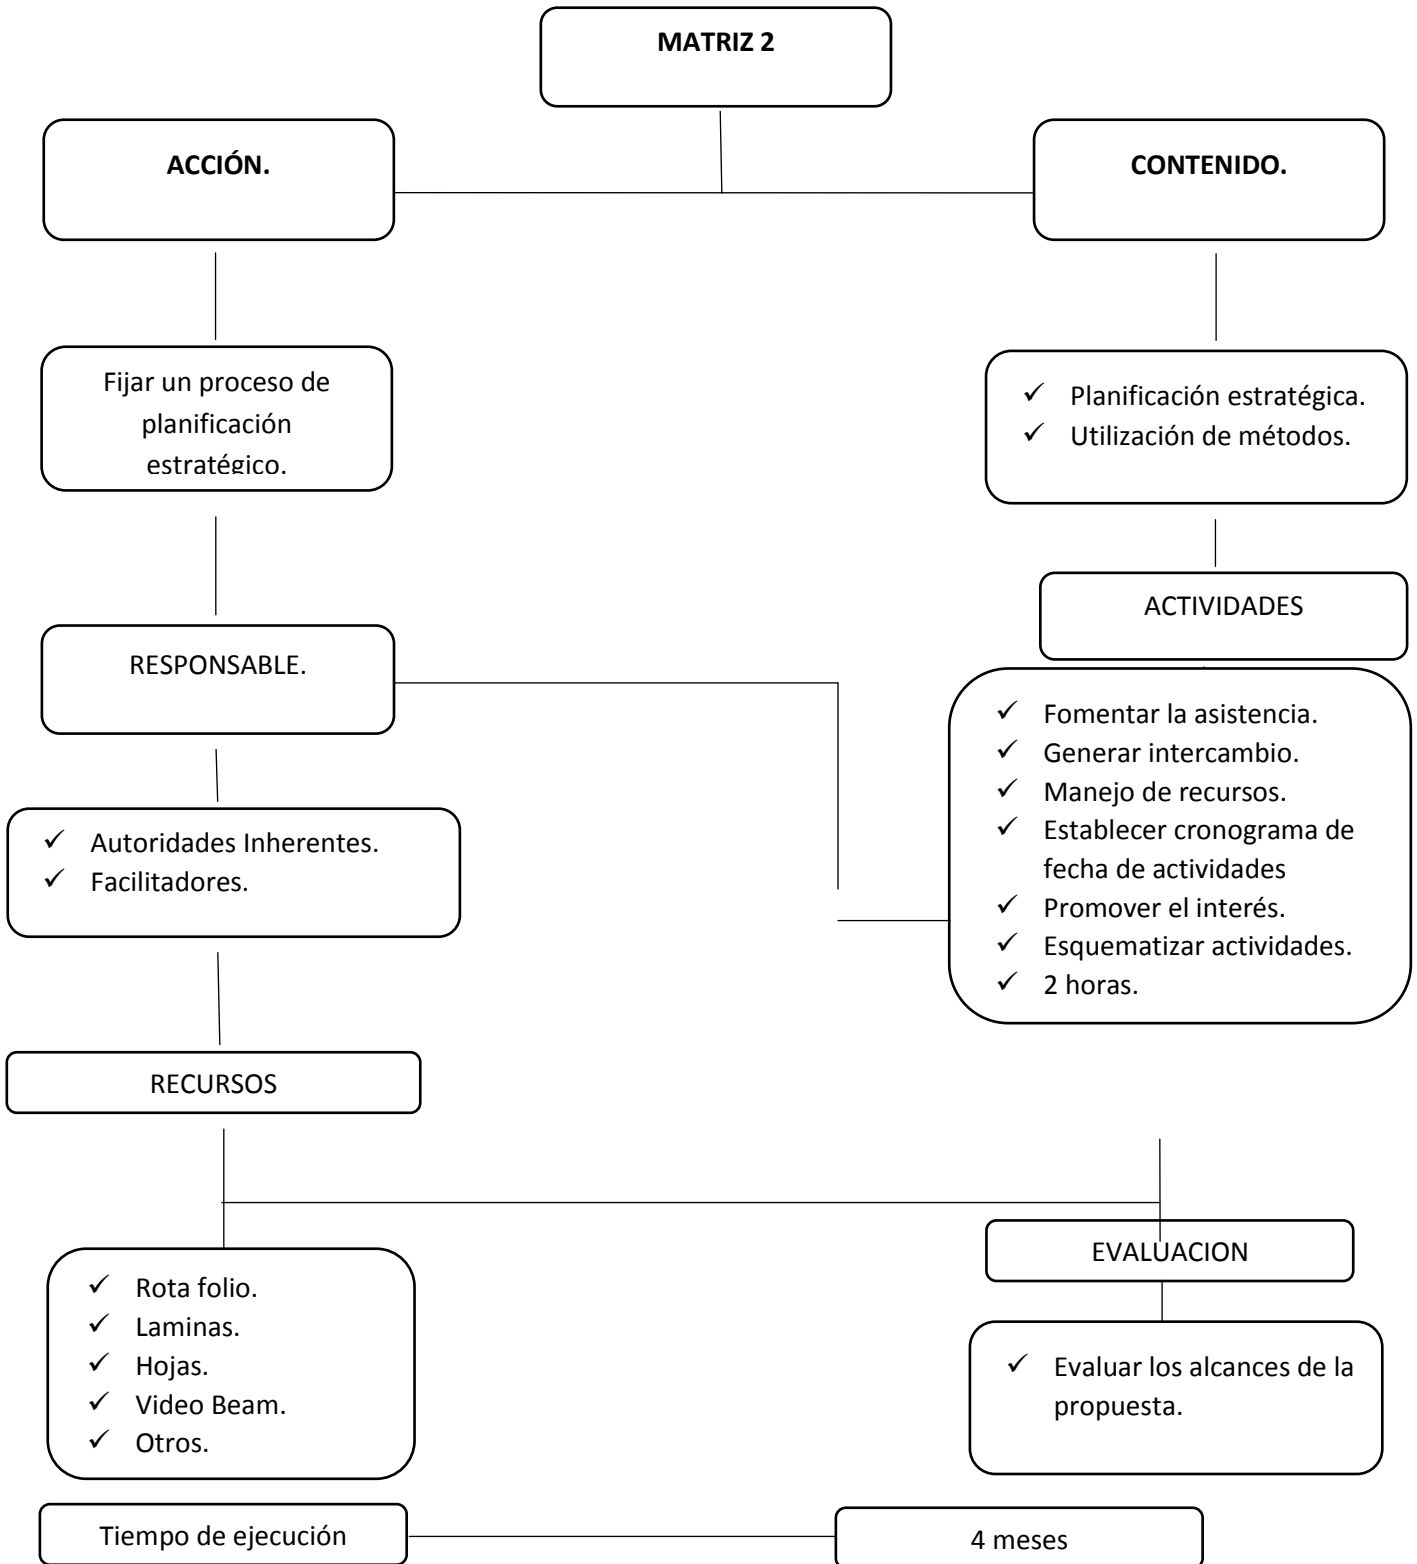 MATRIZ 2
ACCIÓN.
CONTENIDO.
Fijar un proceso de
planificación
estratégico.
✓ Planificación estratégica.
✓ Utilización de métodos.
ACTIVIDADES
RESPONSABLE.
✓ Fomentar la asistencia.
✓ Generar intercambio.
✓ Manejo de recursos.
✓ Establecer cronograma de
fecha de actividades
✓ Promover el interés.
✓ Esquematizar actividades.
✓ 2 horas.
✓ Autoridades Inherentes.
✓ Facilitadores.
RECURSOS
✓ Rota folio.
✓ Laminas.
✓ Hojas.
✓ Video Beam.
✓ Otros.
EVALUACION
✓ Evaluar los alcances de la
propuesta.
Tiempo de ejecución
4 meses